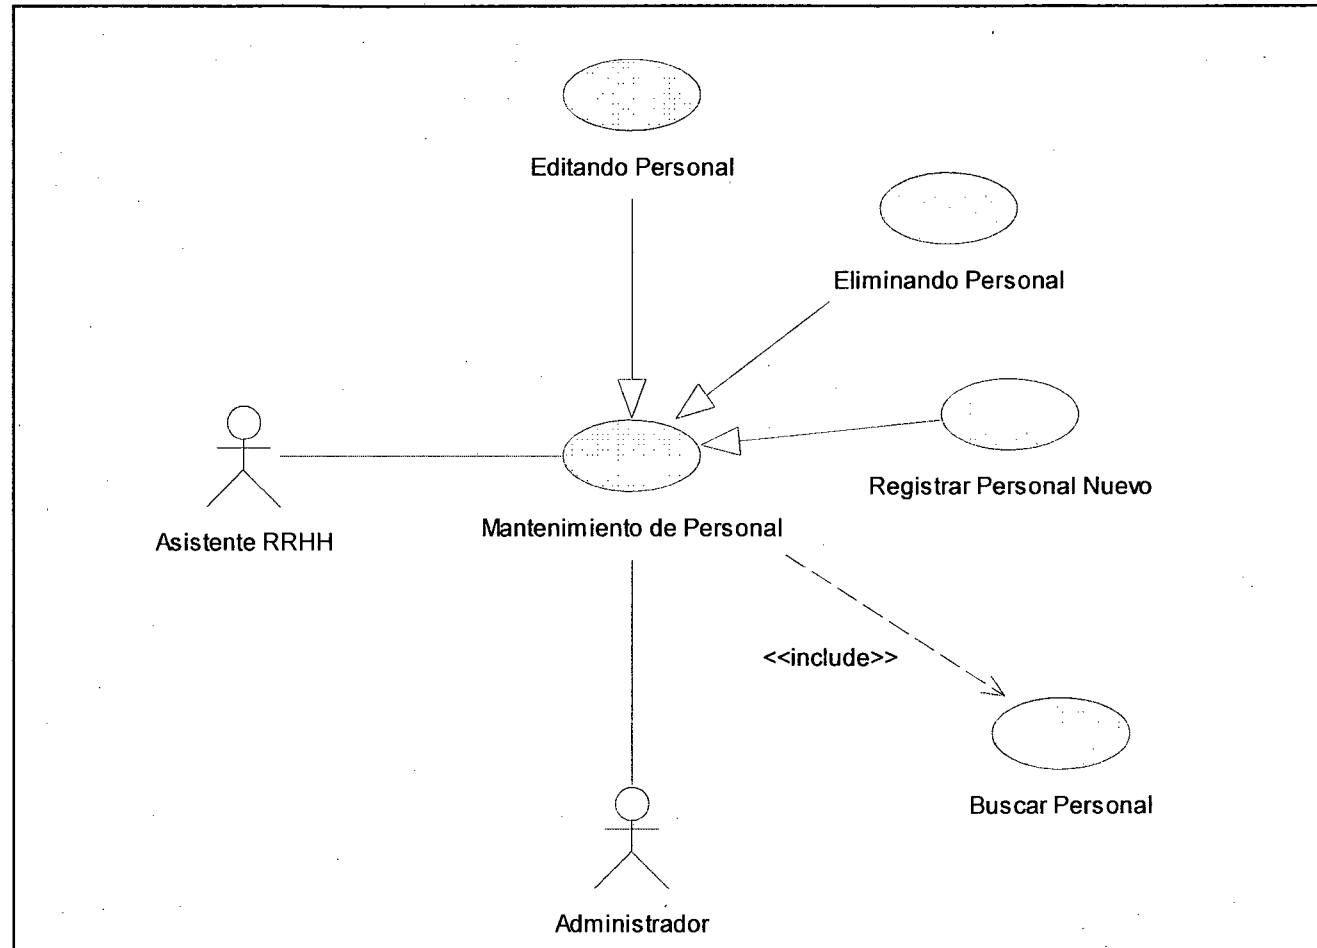 Editando Personal
Eliminando Personal
Registrar Personal Nuevo
Asistente RRHH
Mantenimiento de Personal
<<include>>
Buscar Personal
Administrador